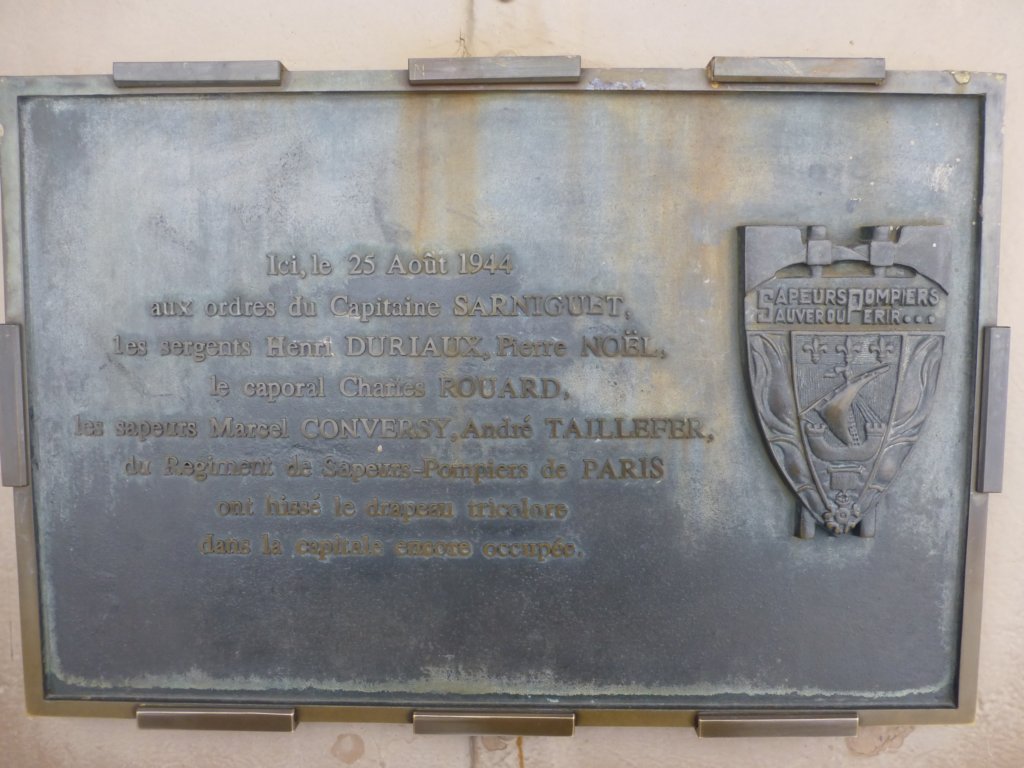 Ici, le 25 Août 1944
aux ordres du Capitaine SARNIGUET,
les sergents Henri DURIAUX, Pierre NOËL,
le caporal Charles ROUARD,
les sapeurs Marcel CONVERSY, André TAILLEFER,
du Regiment de Sapeurs-Pompiers de PARIS
ont hissé le drapeau tricolore
dans la capitale encore occupée.
SAPEURS POMPIERS
SAUVER OU PERIR...